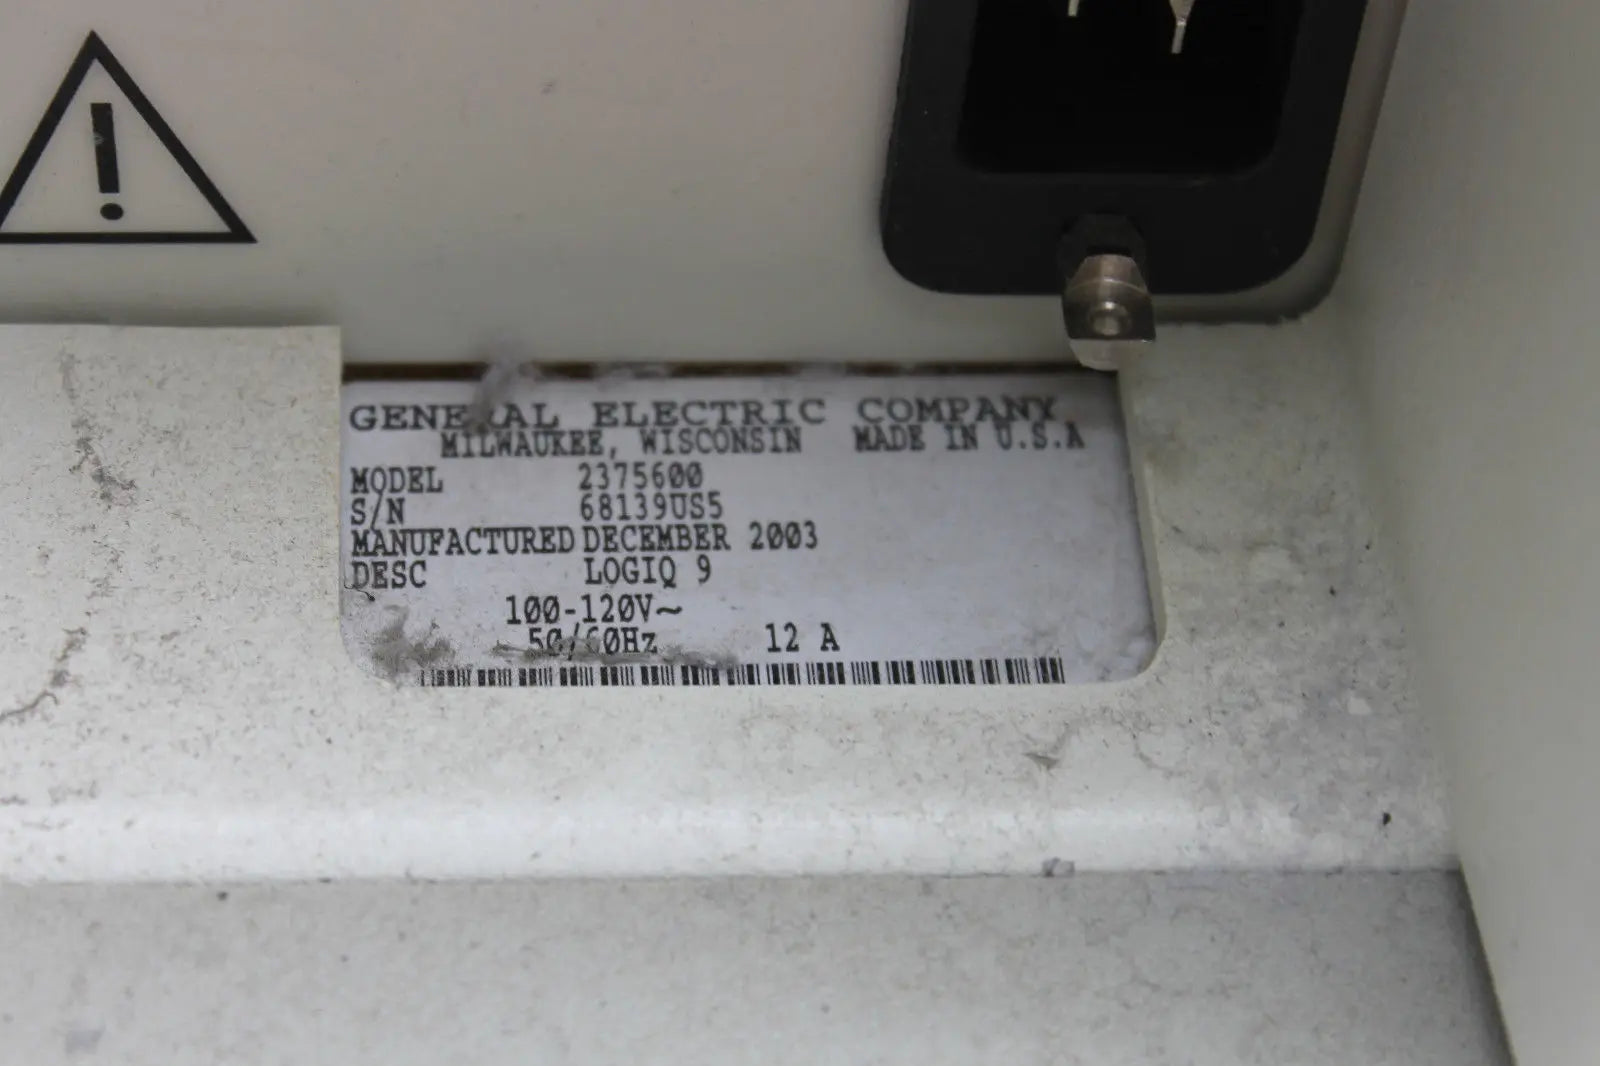 GENERAL ELECTRIC COMPANY
MILWAUKEE, WISCONSIN MADE IN U.S.A
MODEL 2375600
S/N 68139US5
MANUFACTURED DECEMBER 2003
DESC LOGIQ 9
100-120V~
50/60Hz 12 A